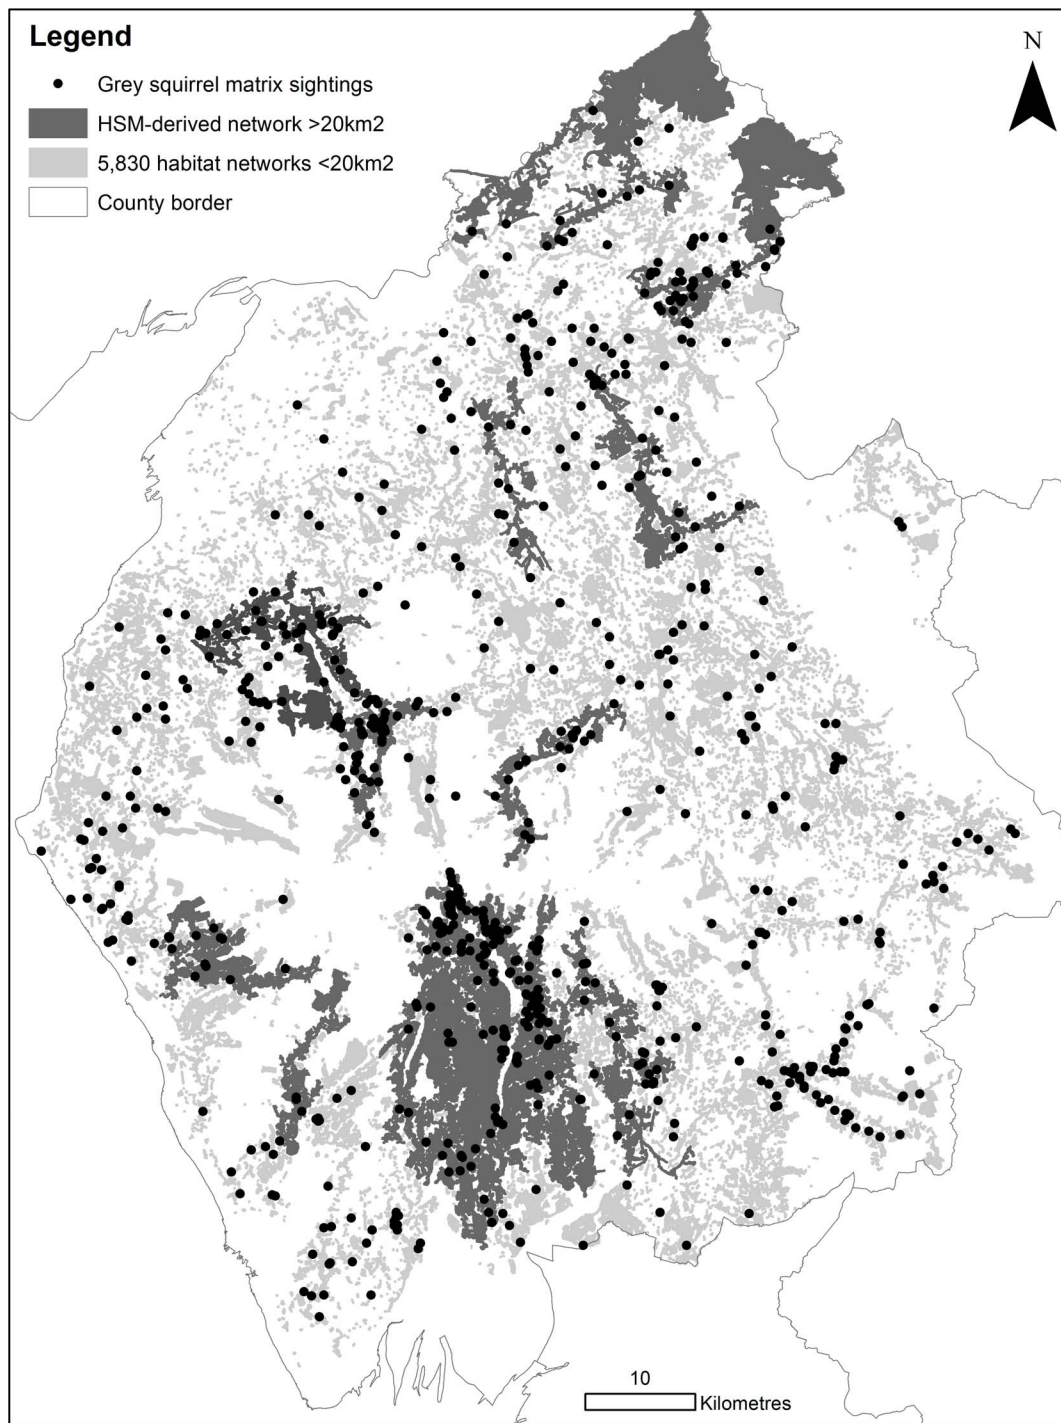 Legend
Grey squirrel matrix sightings
HSM-derived network >20km2
5,830 habitat networks <20km2
County border
N
10
Kilometres